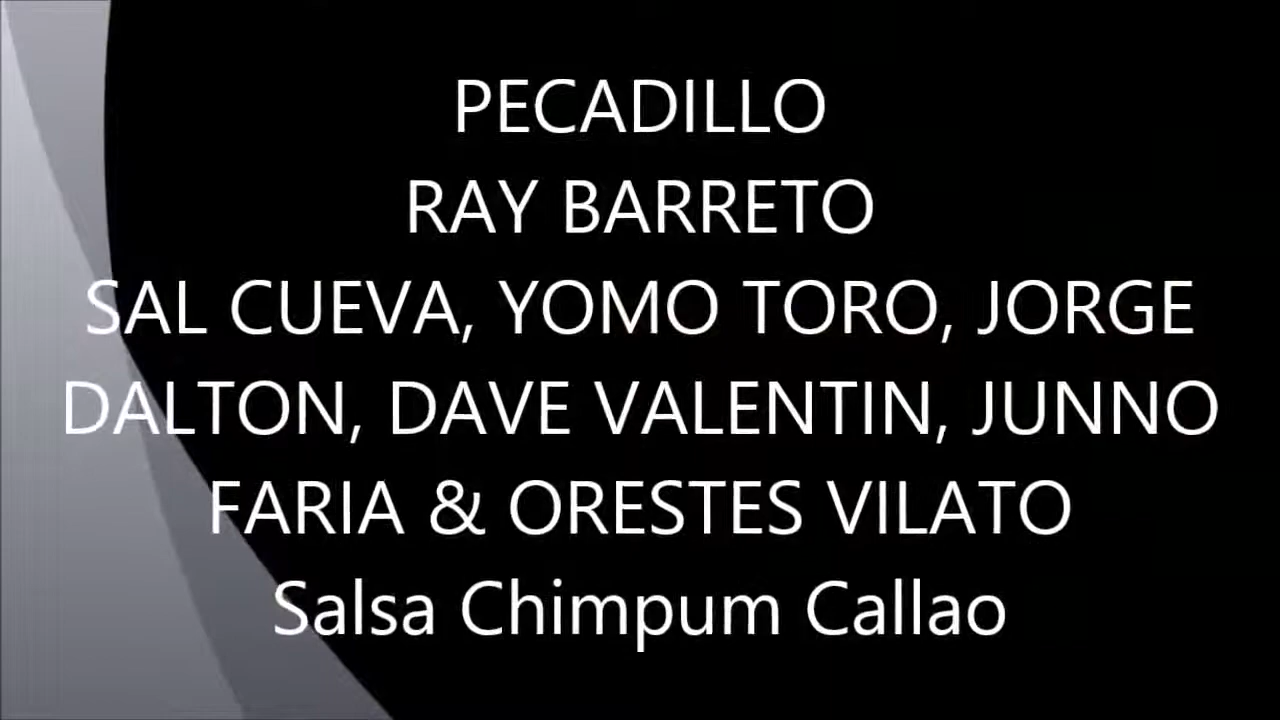 PECADILLO
RAY BARRETO
SAL CUEVA, YOMO TORO, JORGE
DALTON, DAVE VALENTIN, JUNNO
FARIA & ORESTES VILATO
Salsa Chimpum Callao